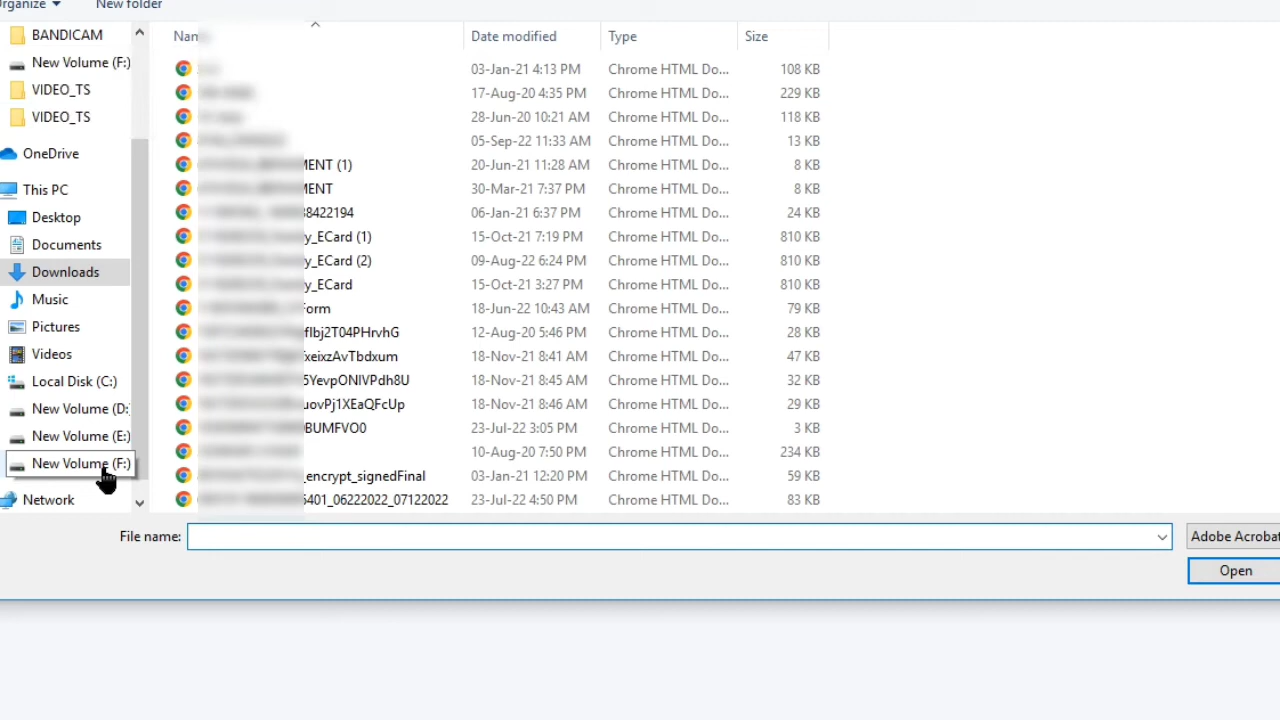 New folder
BANDICAM
New Volume (F:)
VIDEO_TS
VIDEO_TS
OneDrive
This PC
Desktop
Documents
Downloads
Music
Pictures
Videos
Local Disk (C:)
New Volume (D:
New Volume (E:)
New Volume (F:)
Network
Date modified Type Size
03-Jan-21 4:13 PM Chrome HTML Do... 108 KB
17-Aug-20 4:35 PM Chrome HTML Do... 229 KB
28-Jun-20 10:21 AM Chrome HTML Do... 118 KB
05-Sep-22 11:33 AM Chrome HTML Do... 13 KB
MENT (1) 20-Jun-21 11:28 AM Chrome HTML Do... 8 KB
MENT 30-Mar-21 7:37 PM Chrome HTML Do... 8 KB
38422194 06-Jan-21 6:37 PM Chrome HTML Do... 24 KB
y_ECard (1) 15-Oct-21 7:19 PM Chrome HTML Do... 810 KB
y_ECard (2) 09-Aug-22 6:24 PM Chrome HTML Do... 810 KB
y_ECard 15-Oct-21 3:27 PM Chrome HTML Do... 810 KB
Form 18-Jun-22 10:43 AM Chrome HTML Do... 79 KB
flbj2T04PHrvhG 12-Aug-20 5:46 PM Chrome HTML Do... 28 KB
xeixzAvTbdxum 18-Nov-21 8:41 AM Chrome HTML Do... 47 KB
5YevpONIVPdh8U 18-Nov-21 8:45 AM Chrome HTML Do... 32 KB
uovPj1XEaQFcUp 18-Nov-21 8:46 AM Chrome HTML Do... 29 KB
BUMFVO0 23-Jul-22 3:05 PM Chrome HTML Do... 3 KB
10-Aug-20 7:50 PM Chrome HTML Do... 234 KB
_encrypt_signedFinal 03-Jan-21 12:20 PM Chrome HTML Do... 59 KB
6401_06222022_07122022 23-Jul-22 4:50 PM Chrome HTML Do... 83 KB
File name:
Adobe Acrobat
Open